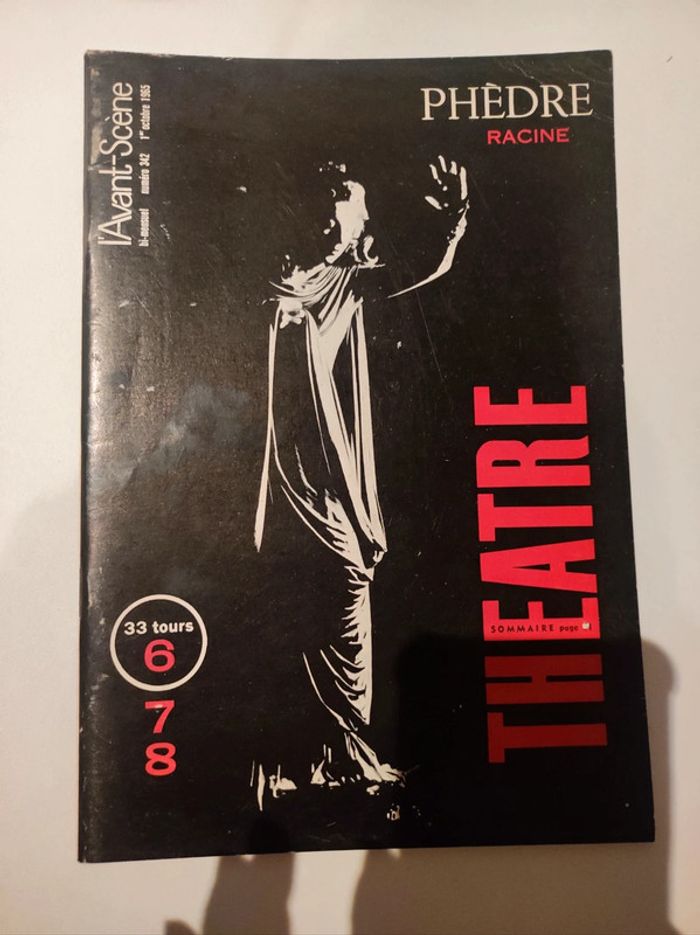 l'Avant-Scène
bi-mensuel numéro 342 1er octobre 1965
PHÈDRE
RACINE
THEATRE
SOMMAIRE page
33 tours
6
7
8